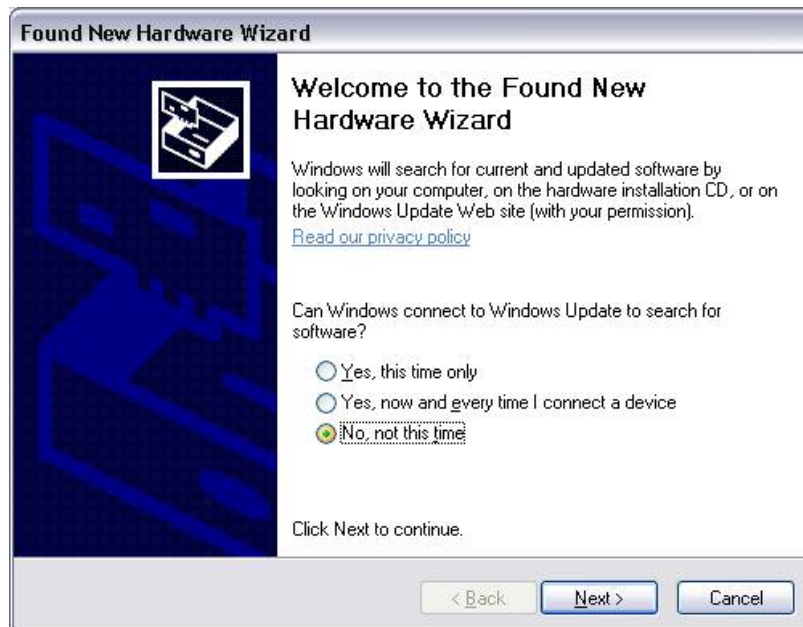 Found New Hardware Wizard
Welcome to the Found New
Hardware Wizard
Windows will search for current and updated software by
looking on your computer, on the hardware installation CD, or on
the Windows Update Web site (with your permission).
Read our privacy policy
Can Windows connect to Windows Update to search for
software?
Yes, this time only
Yes, now and every time I connect a device
No, not this time
Click Next to continue.
< Back Next > Cancel